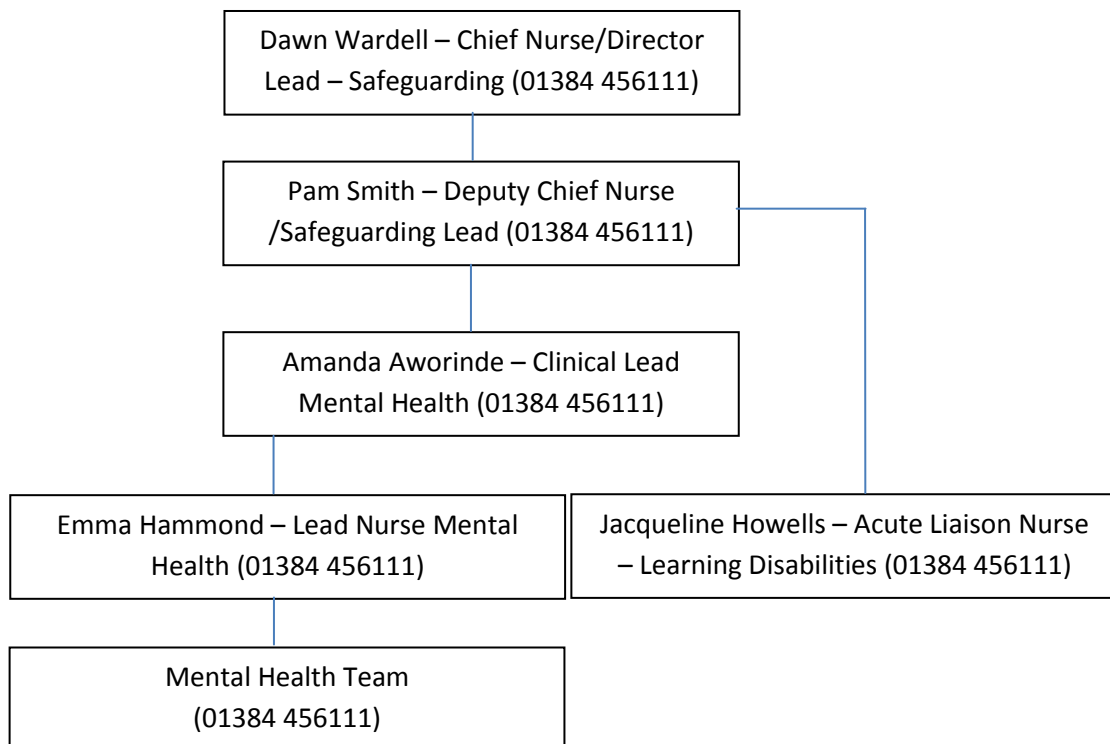 Dawn Wardell – Chief Nurse/Director
Lead – Safeguarding (01384 456111)
Pam Smith – Deputy Chief Nurse
/Safeguarding Lead (01384 456111)
Amanda Aworinde – Clinical Lead
Mental Health (01384 456111)
Emma Hammond – Lead Nurse Mental
Health (01384 456111)
Jacqueline Howells – Acute Liaison Nurse
– Learning Disabilities (01384 456111)
Mental Health Team
(01384 456111)